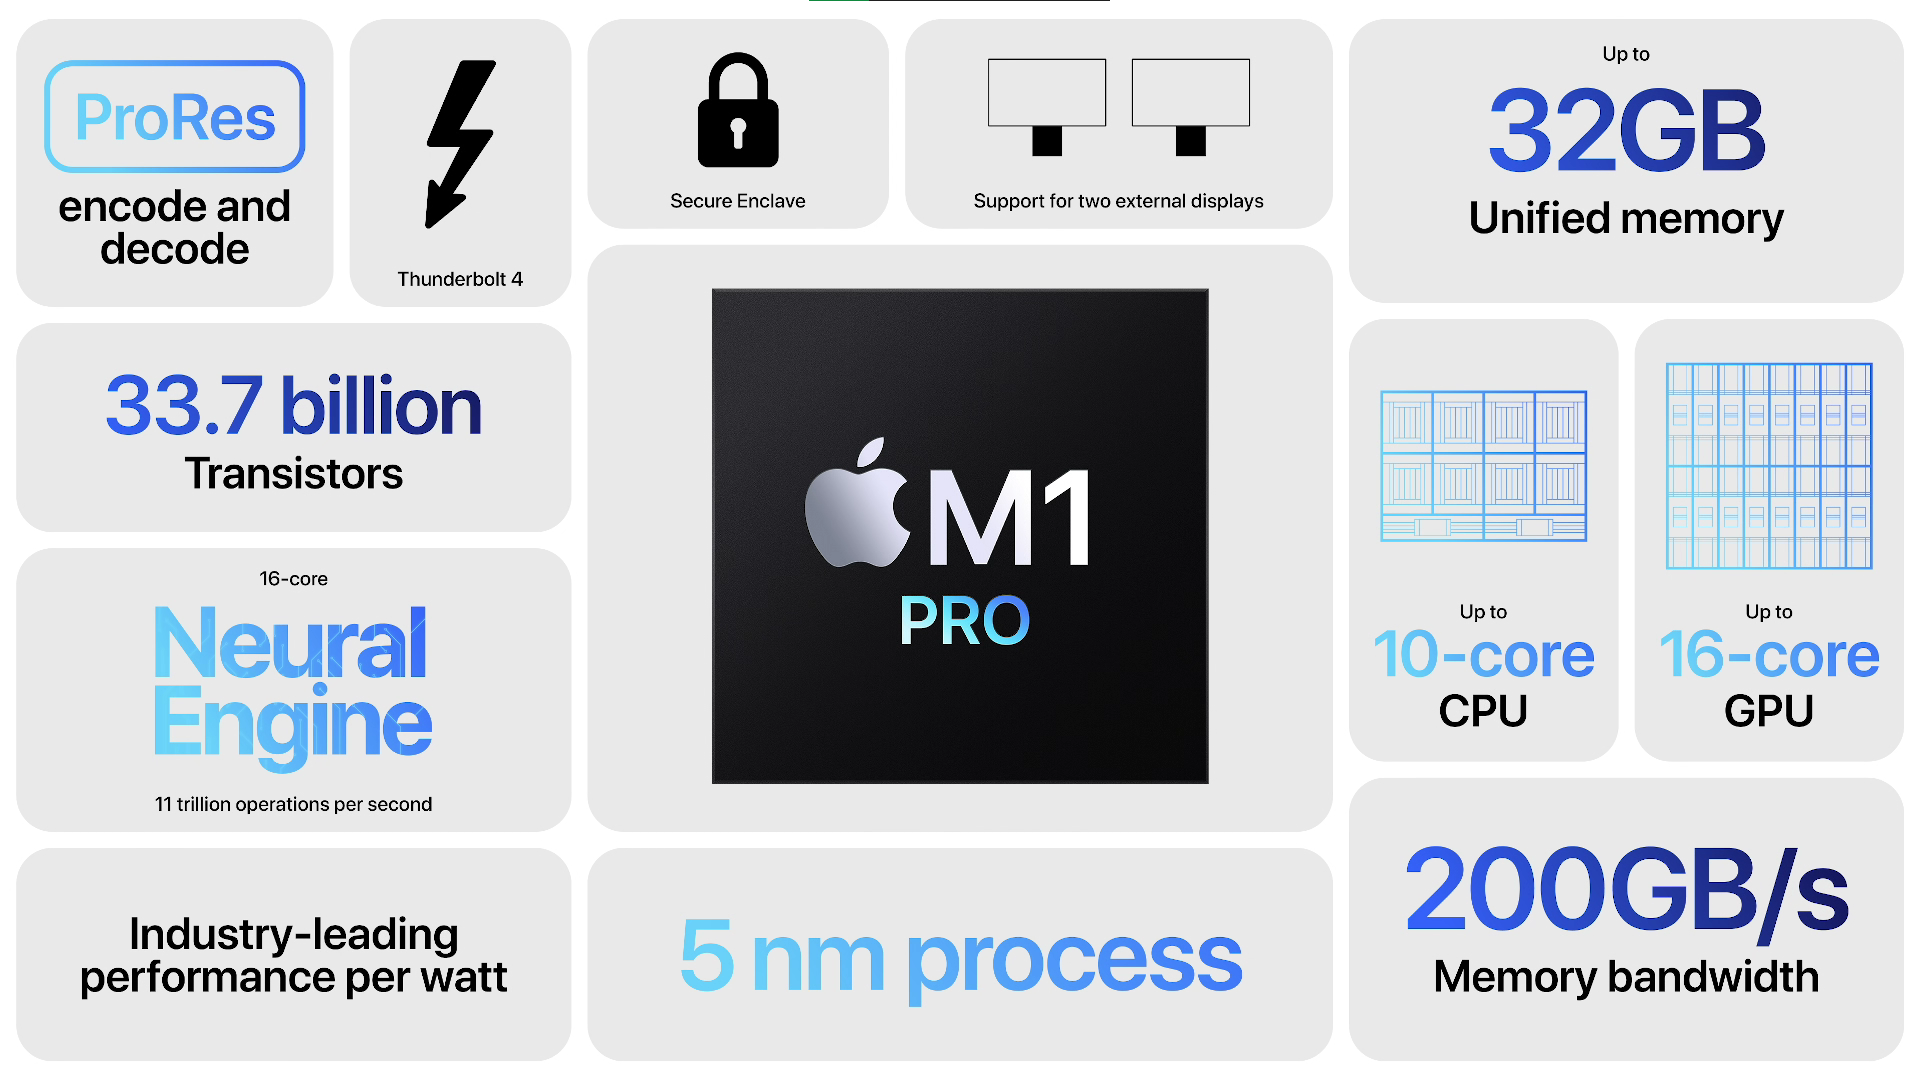 ProRes
encode and
decode
Thunderbolt 4
Secure Enclave
Support for two external displays
Up to
32GB
Unified memory
33.7 billion
Transistors
M1
PRO
Up to
10-core
CPU
Up to
16-core
GPU
16-core
Neural
Engine
11 trillion operations per second
Industry-leading
performance per watt
5 nm process
200GB/s
Memory bandwidth